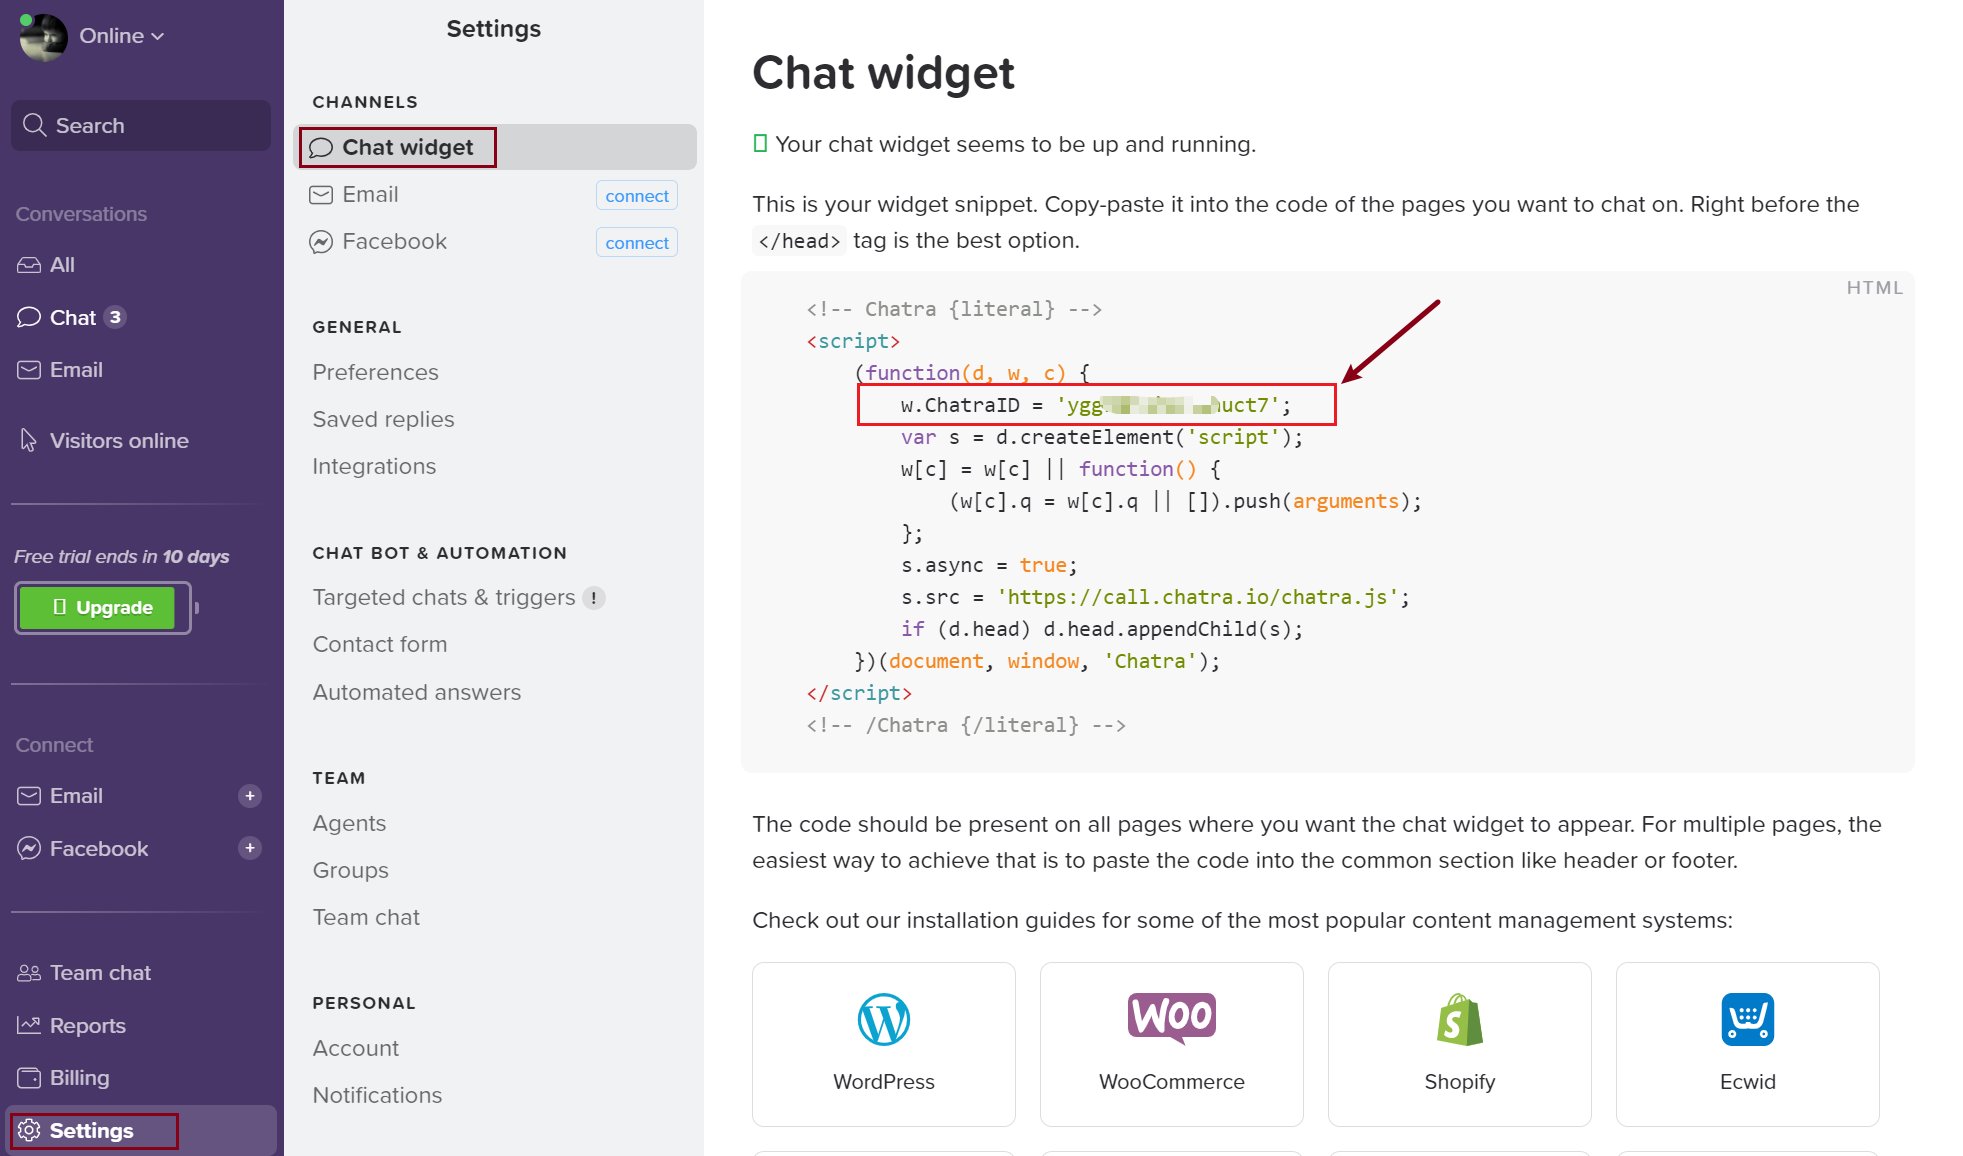 Online
Search
Conversations
All
Chat 3
Email
Visitors online
Free trial ends in 10 days
Upgrade
Connect
Email +
Facebook +
Team chat
Reports
Billing
Settings
Settings
CHANNELS
Chat widget
Email connect
Facebook connect
GENERAL
Preferences
Saved replies
Integrations
CHAT BOT & AUTOMATION
Targeted chats & triggers !
Contact form
Automated answers
TEAM
Agents
Groups
Team chat
PERSONAL
Account
Notifications
Chat widget
Your chat widget seems to be up and running.
This is your widget snippet. Copy-paste it into the code of the pages you want to chat on. Right before the
</head> tag is the best option.
HTML
<!-- Chatra {literal} -->
<script>
(function(d, w, c) {
w.ChatraID = 'ygg uct7';
var s = d.createElement('script');
w[c] = w[c] || function() {
(w[c].q = w[c].q || []).push(arguments);
};
s.async = true;
s.src = 'https://call.chatra.io/chatra.js';
if (d.head) d.head.appendChild(s);
})(document, window, 'Chatra');
</script>
<!-- /Chatra {/literal} -->
The code should be present on all pages where you want the chat widget to appear. For multiple pages, the
easiest way to achieve that is to paste the code into the common section like header or footer.
Check out our installation guides for some of the most popular content management systems:
WordPress
Woo
WooCommerce
Shopify
Ecwid